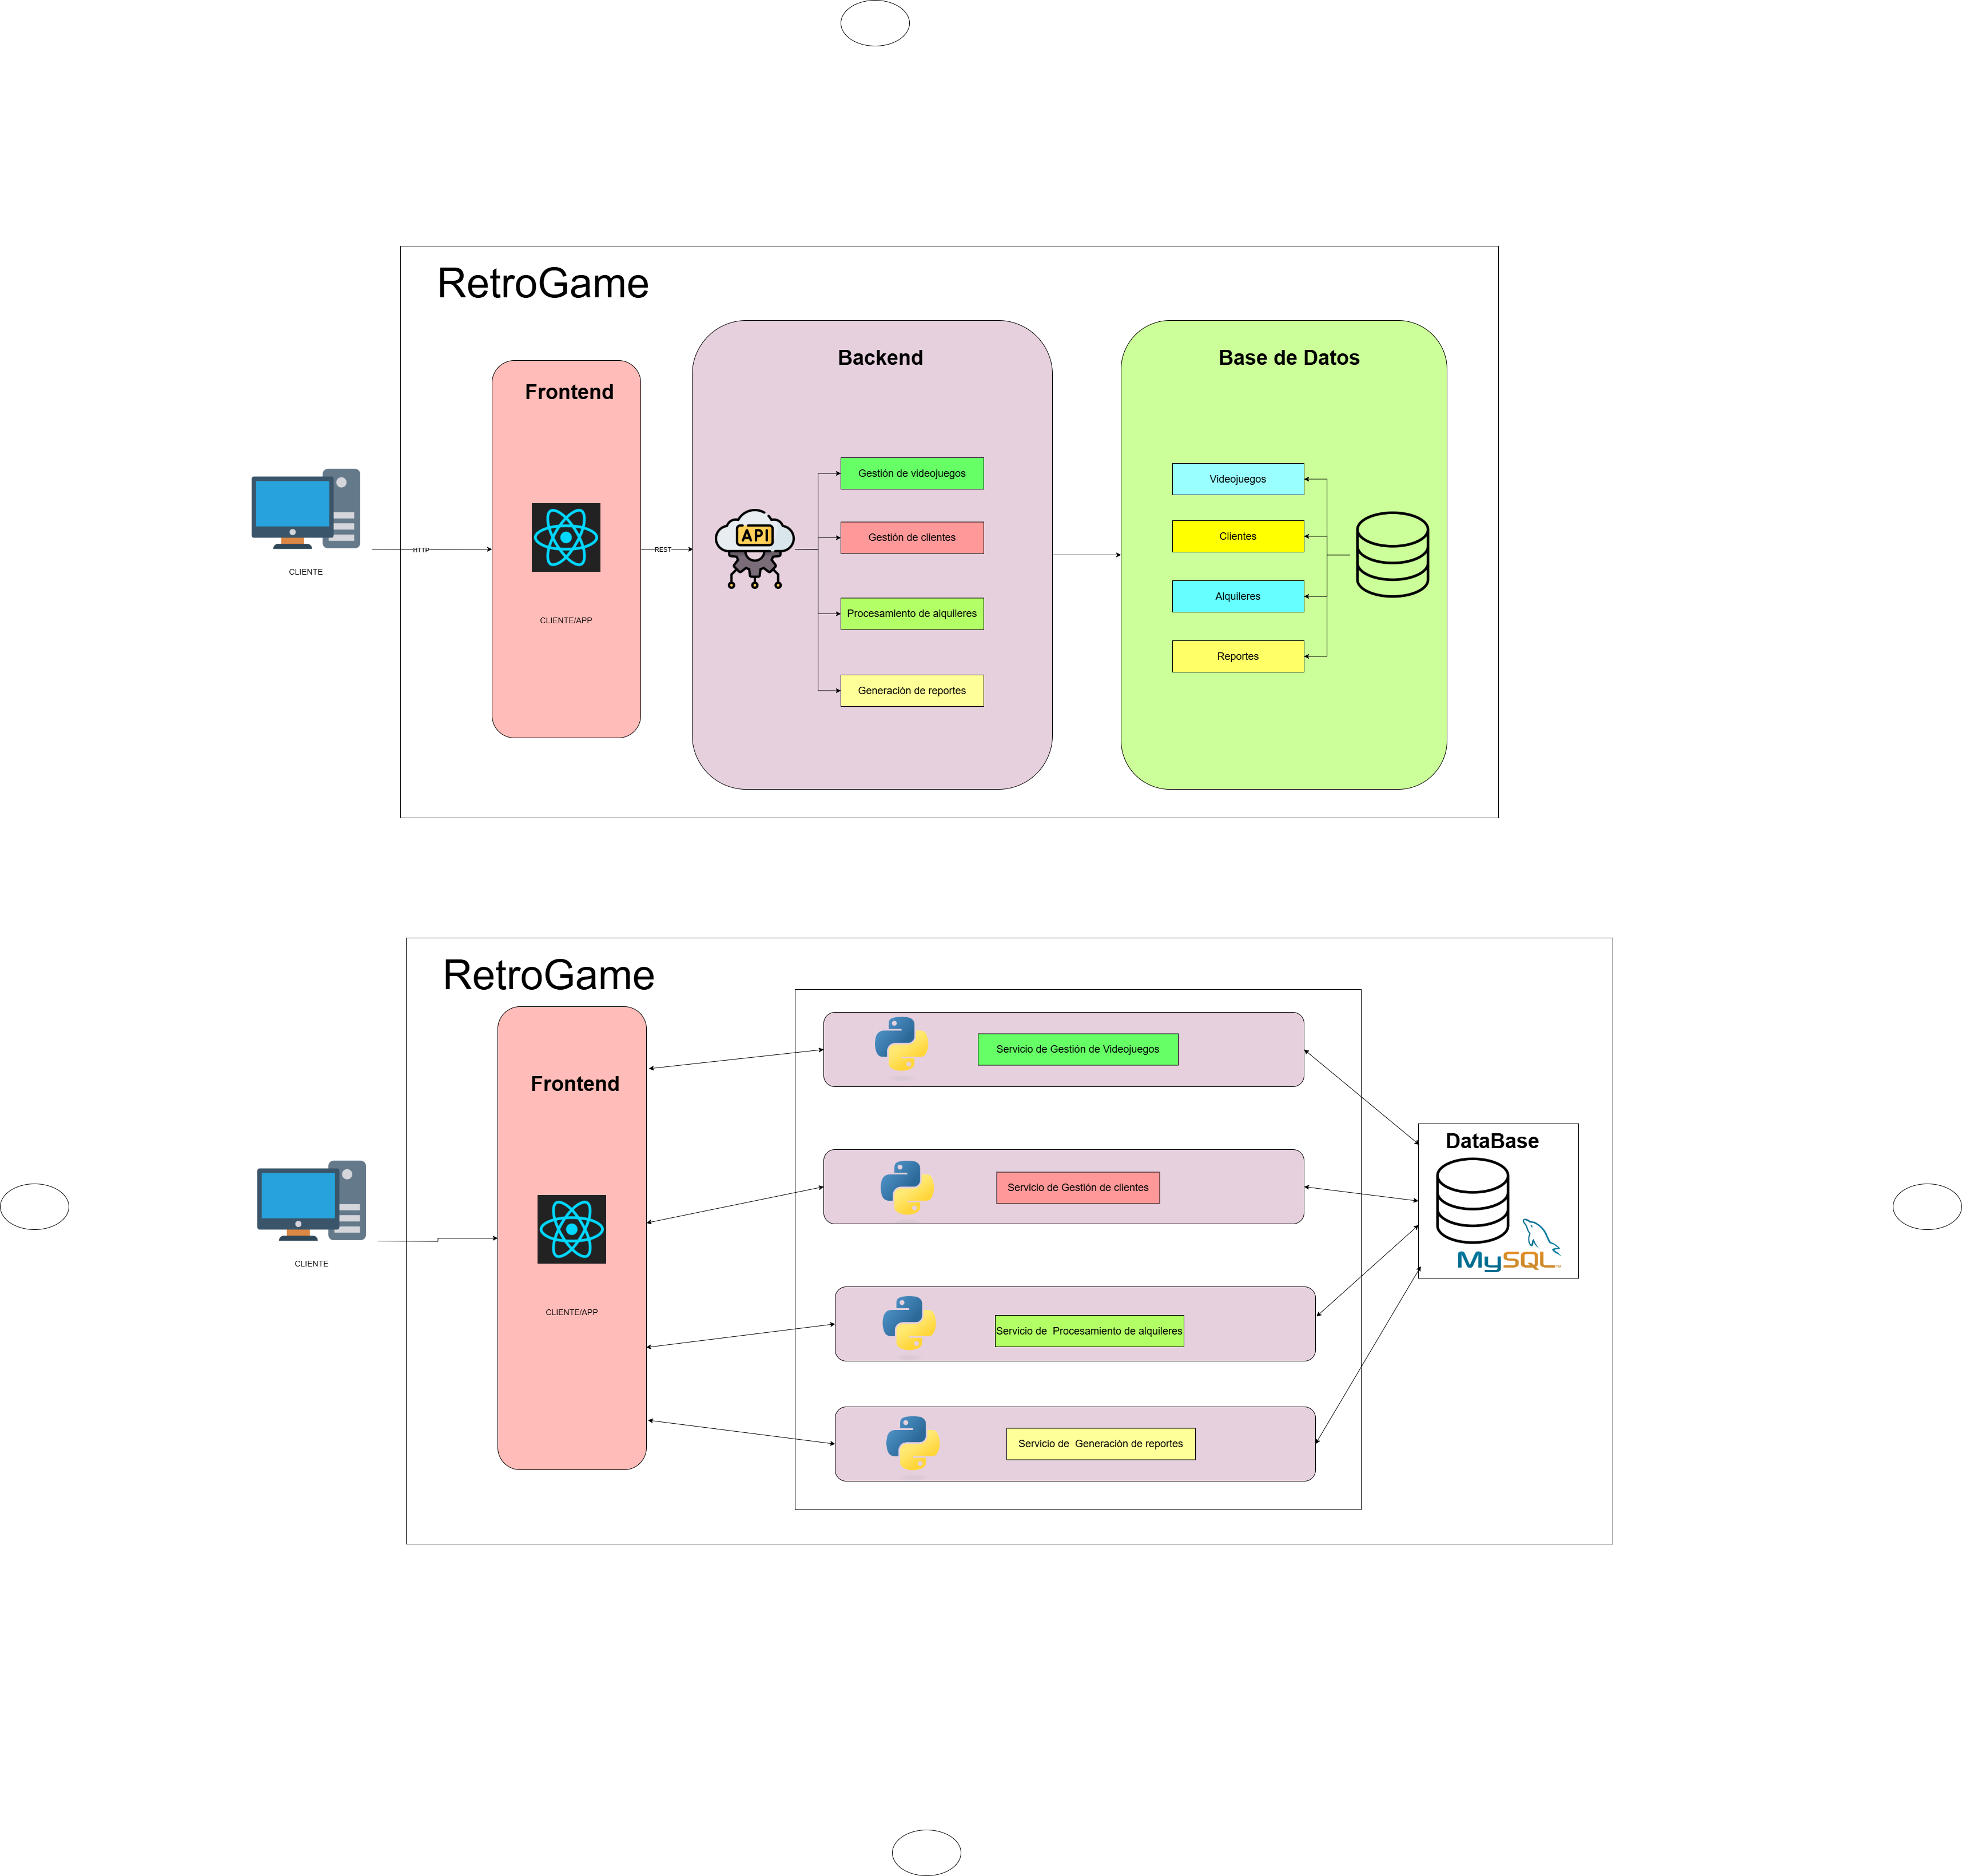 RetroGame
Backend
Base de Datos
Frontend
Gestión de videojuegos
Videojuegos
API
Clientes
Gestión de clientes
HTTP
REST
CLIENTE
Alquileres
Procesamiento de alquileres
CLIENTE/APP
Reportes
Generación de reportes
RetroGame
Servicio de Gestión de Videojuegos
Frontend
DataBase
Servicio de Gestión de clientes
MySQL
CLIENTE
CLIENTE/APP
Servicio de  Procesamiento de alquileres
Servicio de  Generación de reportes